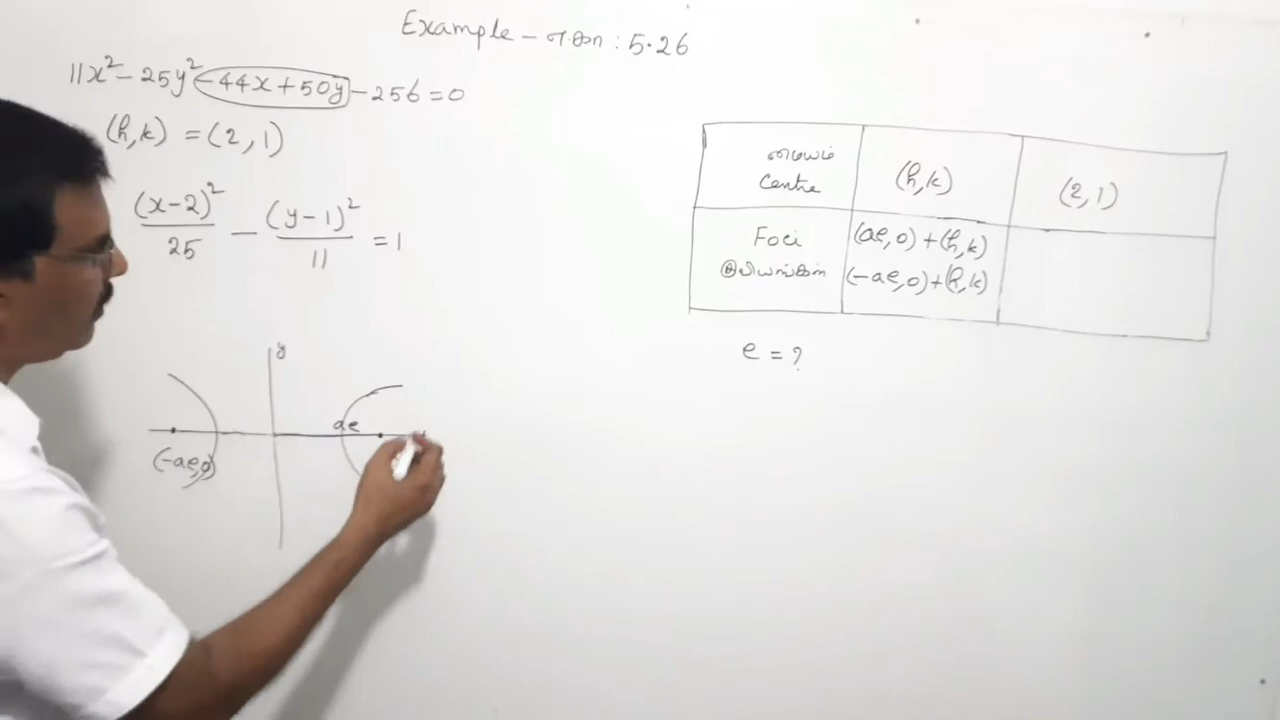 Example – எ.கா : 5.26
11x² – 25y² – 44x + 50y – 256 = 0
(h, k) = (2, 1)
(x-2)²/25 – (y-1)²/11 = 1
மையம் Centre (h, k) (2, 1)
Foci குவியங்கள் (ae, 0) + (h, k)
(-ae, 0) + (h, k)
e = ?
y
ae
(-ae, 0)